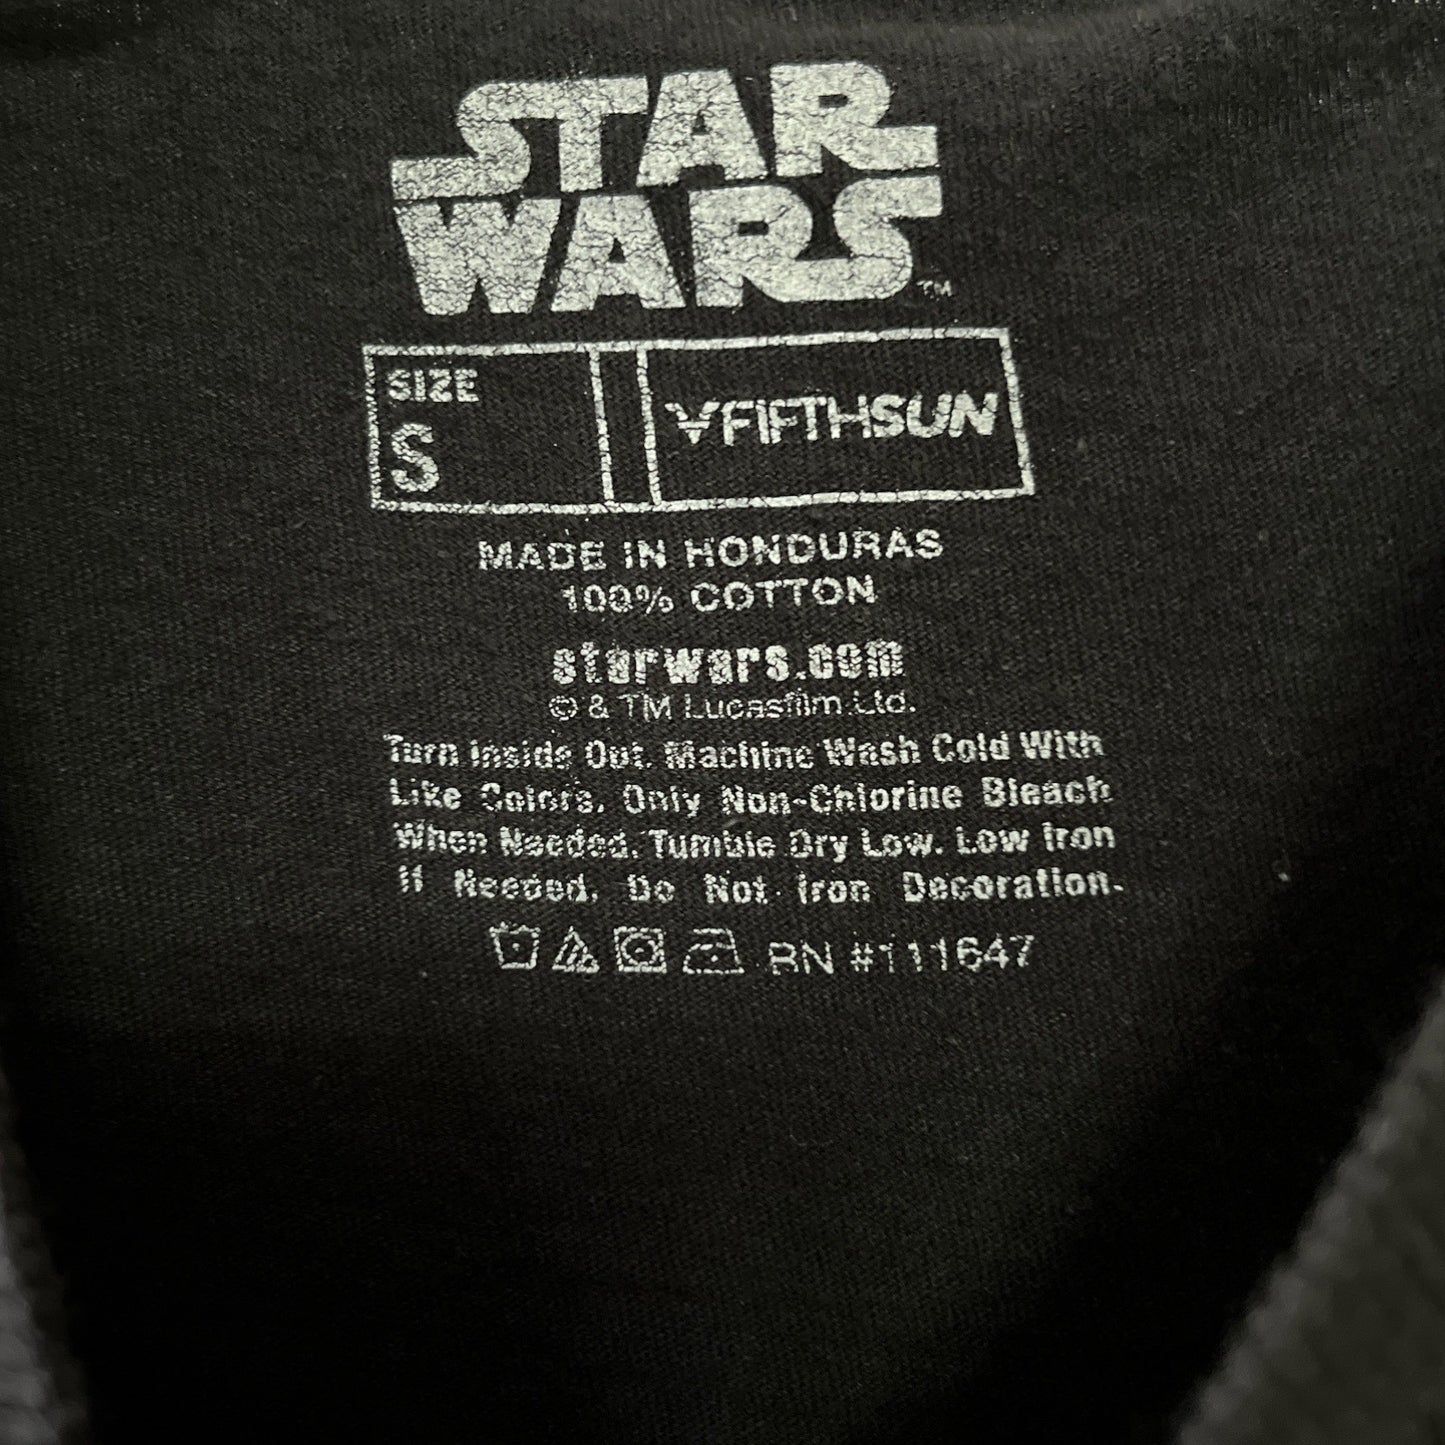 STAR
WARS™
SIZE
S
FIFTHSUN
MADE IN HONDURAS
100% COTTON
starwars.com
© & TM Lucasfilm Ltd.
Turn Inside Out. Machine Wash Cold With
Like Colors. Only Non-Chlorine Bleach
When Needed. Tumble Dry Low. Low Iron
If Needed. Do Not Iron Decoration.
RN #111647